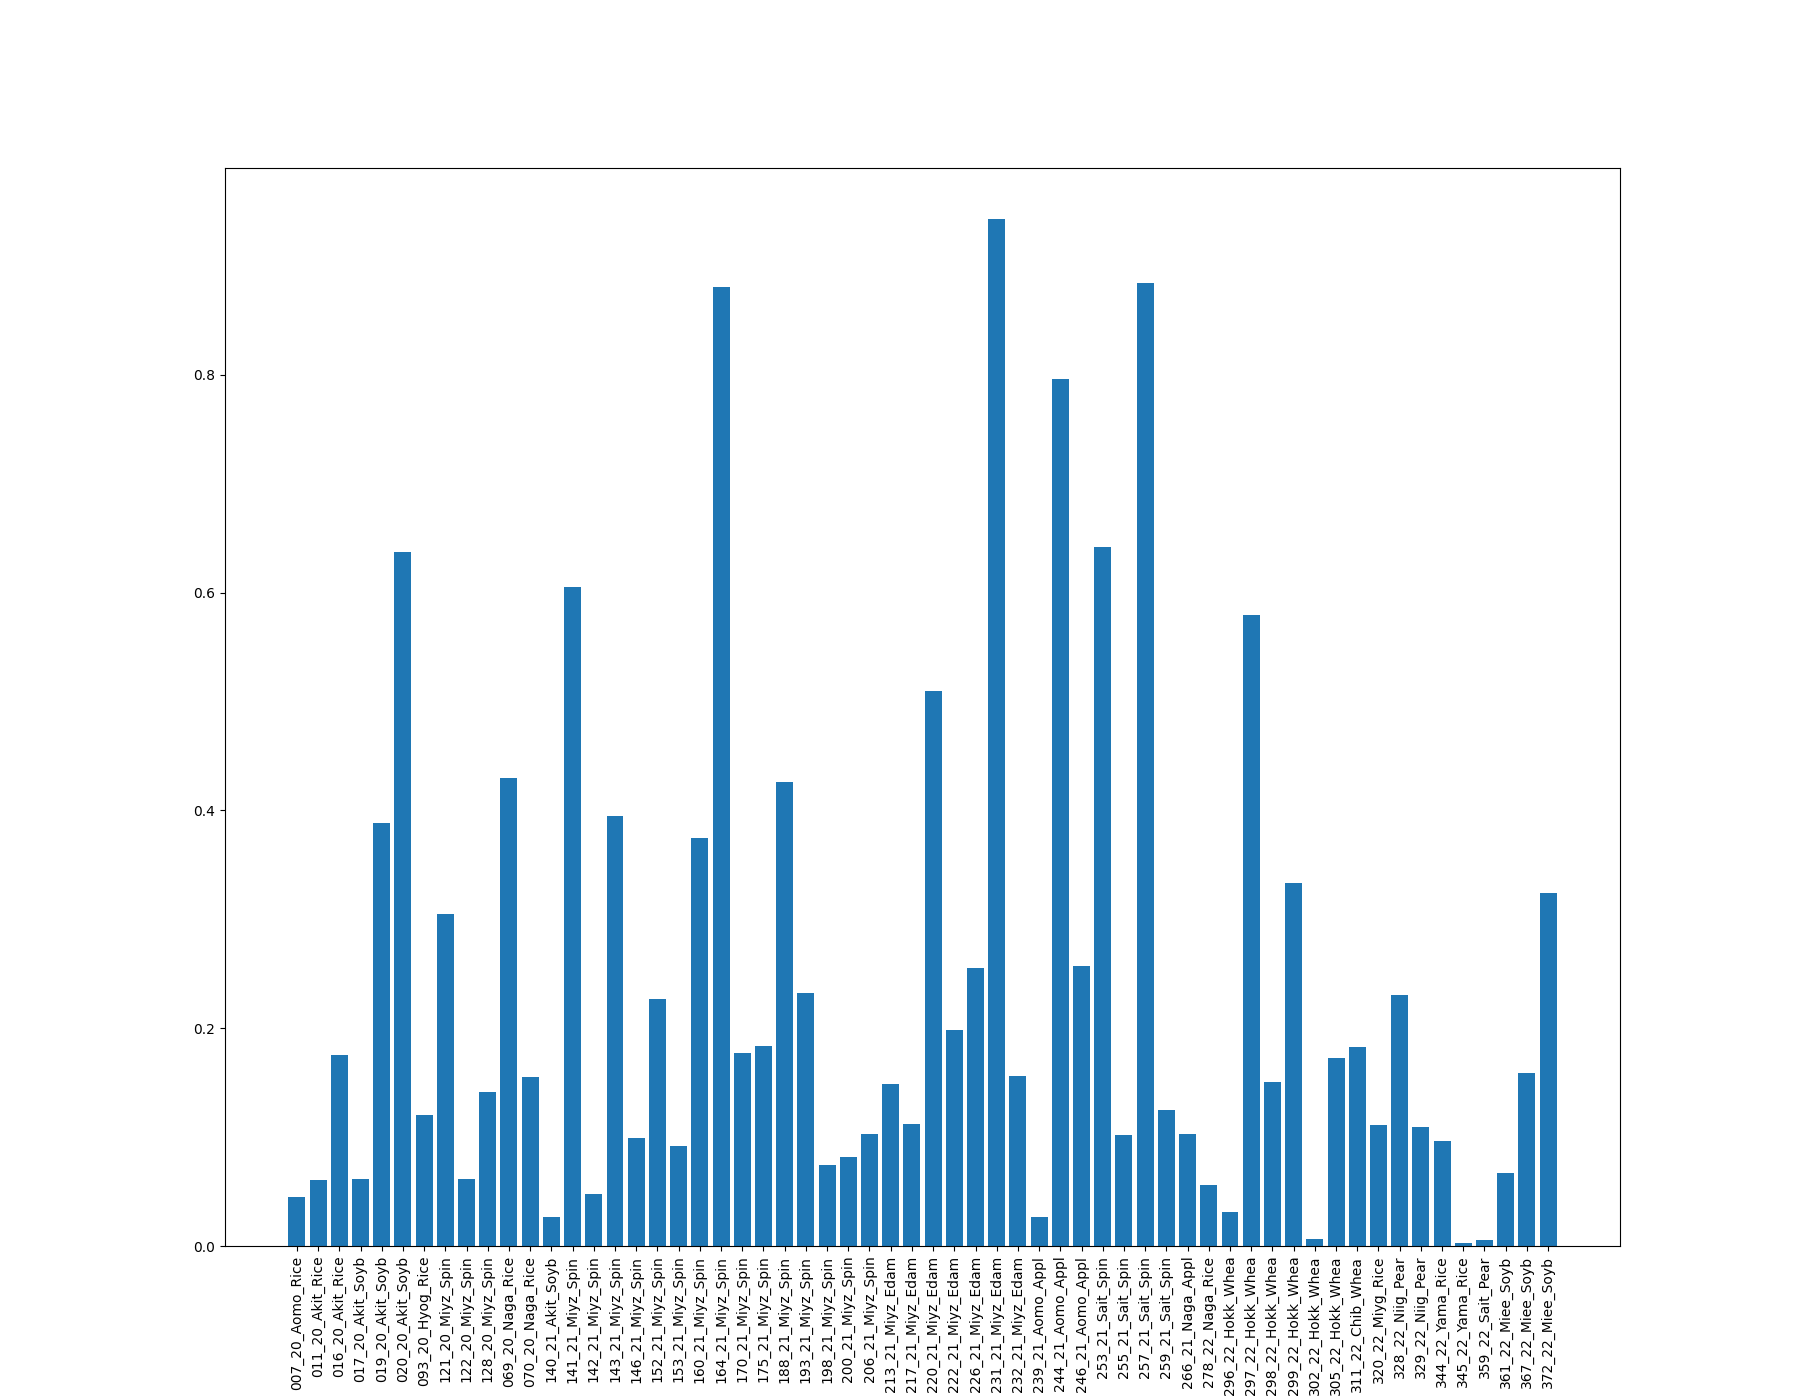 0.8
0.6
0.4
0.2
0.0
007_20_Aomo_Rice
011_20_Akit_Rice
016_20_Akit_Rice
017_20_Akit_Soyb
019_20_Akit_Soyb
020_20_Akit_Soyb
093_20_Hyog_Rice
121_20_Miyz_Spin
122_20_Miyz_Spin
128_20_Miyz_Spin
069_20_Naga_Rice
070_20_Naga_Rice
140_21_Akit_Soyb
141_21_Miyz_Spin
142_21_Miyz_Spin
143_21_Miyz_Spin
146_21_Miyz_Spin
152_21_Miyz_Spin
153_21_Miyz_Spin
160_21_Miyz_Spin
164_21_Miyz_Spin
170_21_Miyz_Spin
175_21_Miyz_Spin
188_21_Miyz_Spin
193_21_Miyz_Spin
198_21_Miyz_Spin
200_21_Miyz_Spin
206_21_Miyz_Spin
213_21_Miyz_Edam
217_21_Miyz_Edam
220_21_Miyz_Edam
222_21_Miyz_Edam
226_21_Miyz_Edam
231_21_Miyz_Edam
232_21_Miyz_Edam
239_21_Aomo_Appl
244_21_Aomo_Appl
246_21_Aomo_Appl
253_21_Sait_Spin
255_21_Sait_Spin
257_21_Sait_Spin
259_21_Sait_Spin
266_21_Naga_Appl
278_22_Naga_Rice
296_22_Hokk_Whea
297_22_Hokk_Whea
298_22_Hokk_Whea
299_22_Hokk_Whea
302_22_Hokk_Whea
305_22_Hokk_Whea
311_22_Chib_Whea
320_22_Miyg_Rice
328_22_Niig_Pear
329_22_Niig_Pear
344_22_Yama_Rice
345_22_Yama_Rice
359_22_Sait_Pear
361_22_Miee_Soyb
367_22_Miee_Soyb
372_22_Miee_Soyb